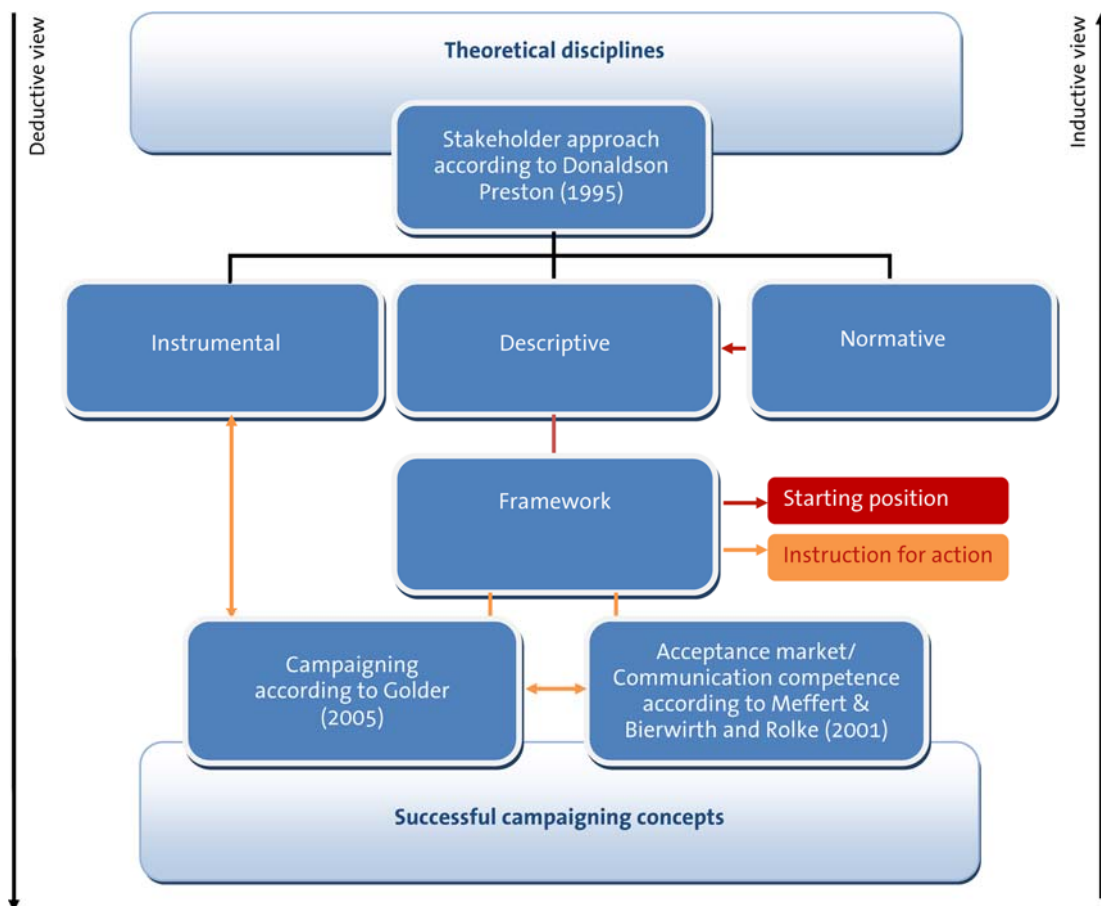 Deductive view
Inductive view
Theoretical disciplines
Stakeholder approach
according to Donaldson
Preston (1995)
Instrumental
Descriptive
Normative
Framework
Starting position
Instruction for action
Campaigning
according to Golder
(2005)
Acceptance market/
Communication competence
according to Meffert &
Bierwirth and Rolke (2001)
Successful campaigning concepts